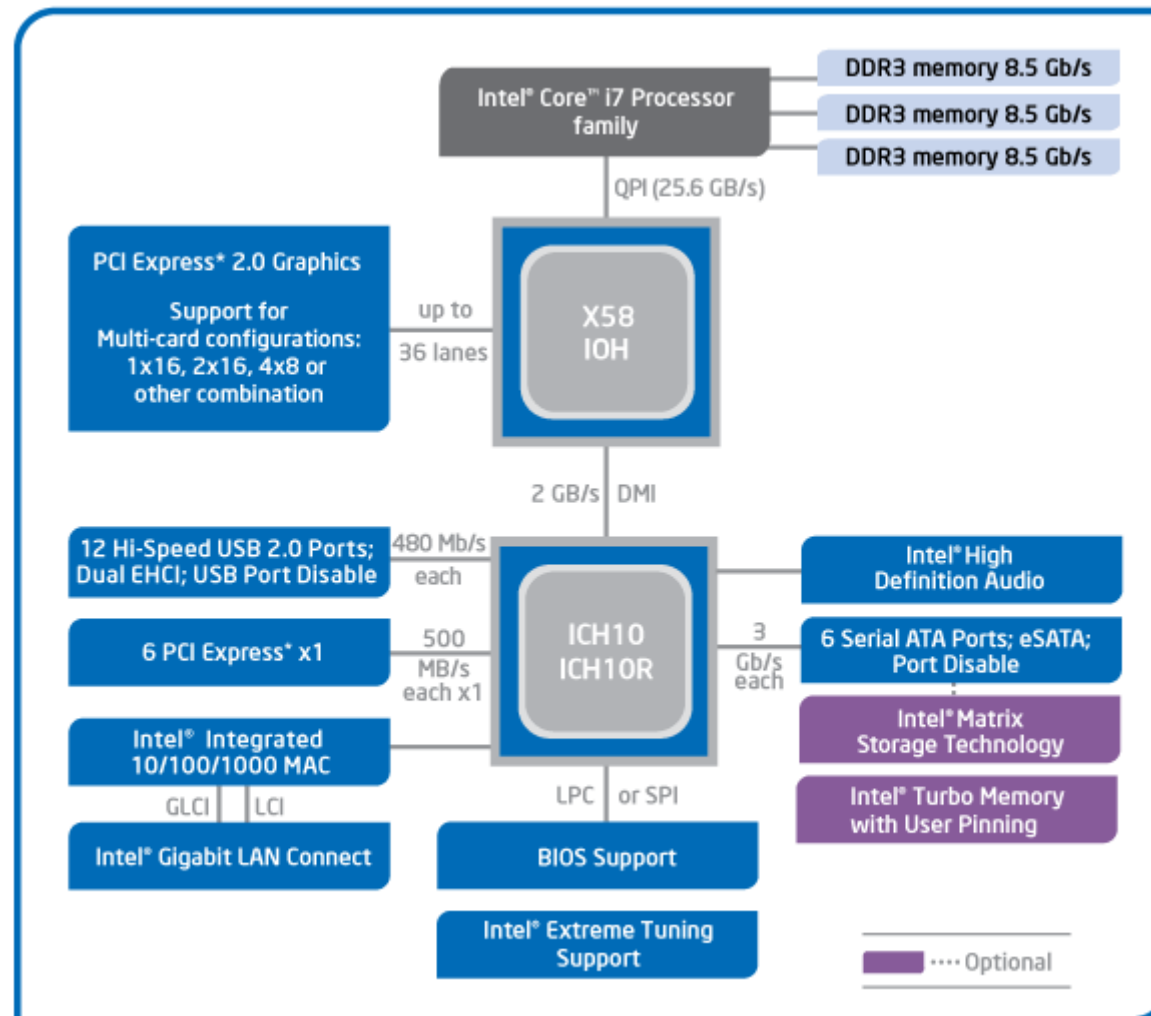 Intel® Core™ i7 Processor
family
DDR3 memory 8.5 Gb/s
DDR3 memory 8.5 Gb/s
DDR3 memory 8.5 Gb/s
QPI (25.6 GB/s)
PCI Express* 2.0 Graphics
Support for
Multi-card configurations:
1x16, 2x16, 4x8 or
other combination
up to
36 lanes
X58
IOH
2 GB/s DMI
12 Hi-Speed USB 2.0 Ports;
Dual EHCI; USB Port Disable
480 Mb/s
each
6 PCI Express* x1
500
MB/s
each x1
Intel® Integrated
10/100/1000 MAC
GLCI LCI
Intel® Gigabit LAN Connect
ICH10
ICH10R
Intel® High
Definition Audio
3
Gb/s
each
6 Serial ATA Ports; eSATA;
Port Disable
Intel® Matrix
Storage Technology
Intel® Turbo Memory
with User Pinning
LPC or SPI
BIOS Support
Intel® Extreme Tuning
Support
Optional